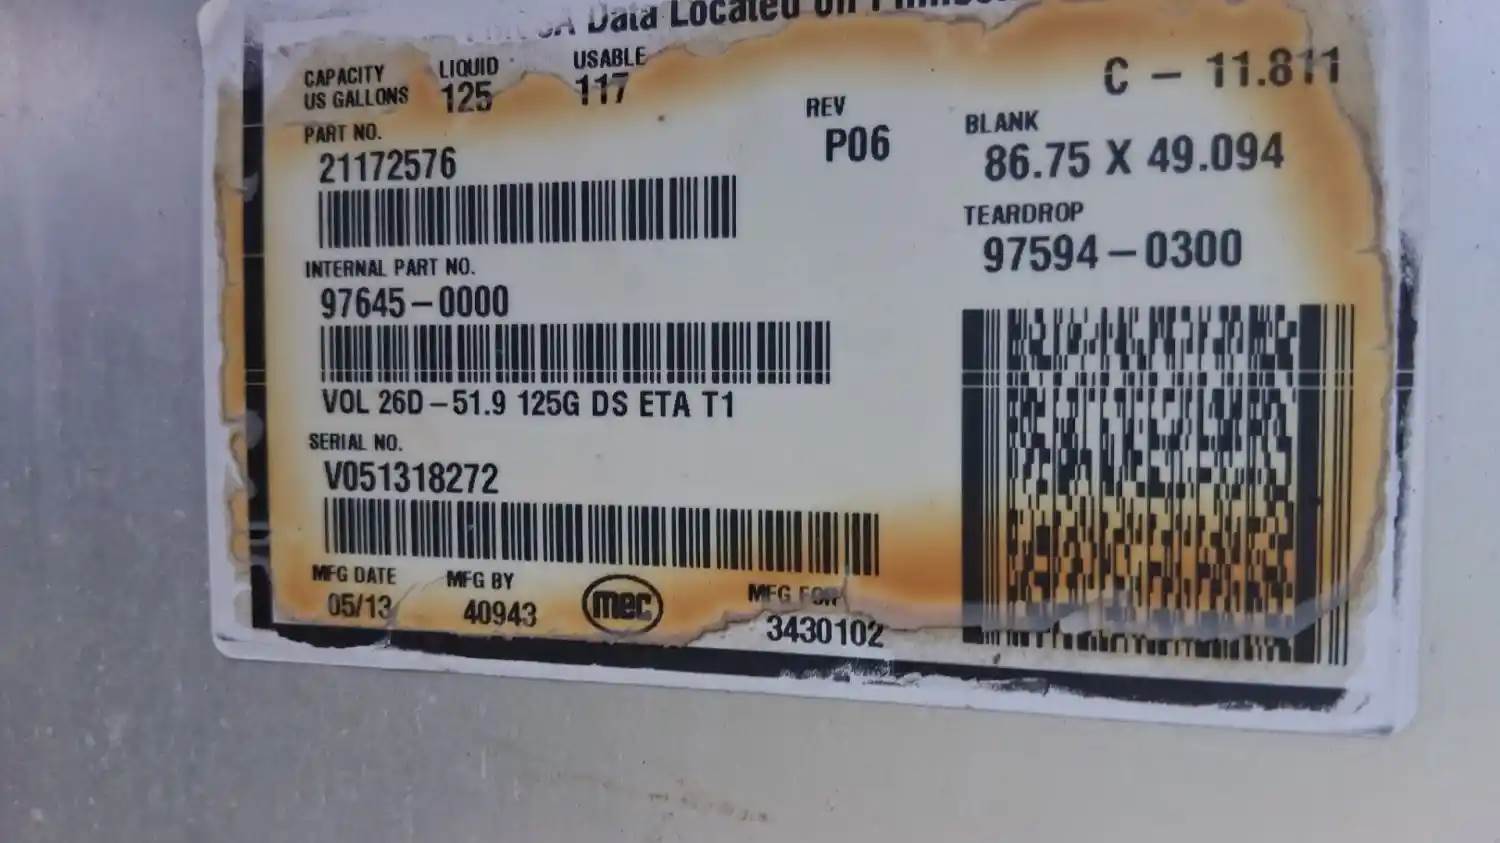 Data Located on
CAPACITY US GALLONS
LIQUID 125
USABLE 117
C - 11.811
PART NO.
21172576
REV
P06
BLANK
86.75 X 49.094
TEARDROP
97594-0300
INTERNAL PART NO.
97645-0000
VOL 26D-51.9 125G DS ETA T1
SERIAL NO.
V051318272
MFG DATE
05/13
MFG BY
40943
mec
MFG FOR
3430102